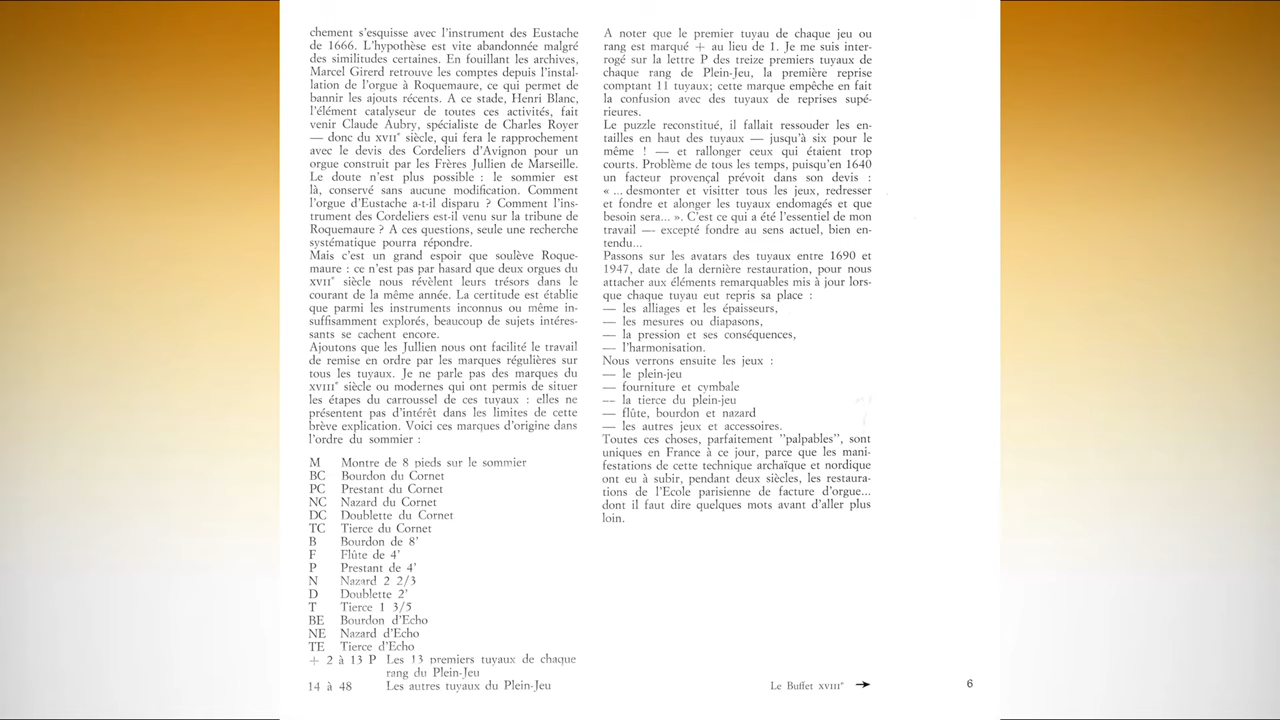 chement s'esquisse avec l'instrument des Eustache
de 1666. L'hypothèse est vite abandonnée malgré
des similitudes certaines. En fouillant les archives,
Marcel Girerd retrouve les comptes depuis l'instal-
lation de l'orgue à Roquemaure, ce qui permet de
bannir les ajouts récents. A ce stade, Henri Blanc,
l'élément catalyseur de toutes ces activités, fait
venir Claude Aubry, spécialiste de Charles Royer
— donc du XVIIe siècle, qui fera le rapprochement
avec le devis des Cordeliers d'Avignon pour un
orgue construit par les Frères Jullien de Marseille.
Le doute n'est plus possible : le sommier est
là, conservé sans aucune modification. Comment
l'orgue d'Eustache a-t-il disparu ? Comment l'ins-
trument des Cordeliers est-il venu sur la tribune de
Roquemaure ? A ces questions, seule une recherche
systématique pourra répondre.
Mais c'est un grand espoir que soulève Roque-
maure : ce n'est pas par hasard que deux orgues du
XVIIe siècle nous révèlent leurs trésors dans le
courant de la même année. La certitude est établie
que parmi les instruments inconnus ou même in-
suffisamment explorés, beaucoup de sujets intéres-
sants se cachent encore.
Ajoutons que les Jullien nous ont facilité le travail
de remise en ordre par les marques régulières sur
tous les tuyaux. Je ne parle pas des marques du
XVIIIe siècle ou modernes qui ont permis de situer
les étapes du carroussel de ces tuyaux : elles ne
présentent pas d'intérêt dans les limites de cette
brève explication. Voici ces marques d'origine dans
l'ordre du sommier :
M Montre de 8 pieds sur le sommier
BC Bourdon du Cornet
PC Prestant du Cornet
NC Nazard du Cornet
DC Doublette du Cornet
TC Tierce du Cornet
B Bourdon de 8'
F Flûte de 4'
P Prestant de 4'
N Nazard 2 2/3
D Doublette 2'
T Tierce 1 3/5
BE Bourdon d'Echo
NE Nazard d'Echo
TE Tierce d'Echo
+ 2 à 13 P Les 13 premiers tuyaux de chaque
rang du Plein-Jeu
14 à 48 Les autres tuyaux du Plein-Jeu
A noter que le premier tuyau de chaque jeu ou
rang est marqué + au lieu de 1. Je me suis inter-
rogé sur la lettre P des treize premiers tuyaux de
chaque rang de Plein-Jeu, la première reprise
comptant 11 tuyaux; cette marque empêche en fait
la confusion avec des tuyaux de reprises supé-
rieures.
Le puzzle reconstitué, il fallait ressouder les en-
tailles en haut des tuyaux — jusqu'à six pour le
même ! — et rallonger ceux qui étaient trop
courts. Problème de tous les temps, puisqu'en 1640
un facteur provençal prévoit dans son devis :
« ... desmonter et visitter tous les jeux, redresser
et fondre et alonger les tuyaux endomagés et que
besoin sera... ». C'est ce qui a été l'essentiel de mon
travail — excepté fondre au sens actuel, bien en-
tendu...
Passons sur les avatars des tuyaux entre 1690 et
1947, date de la dernière restauration, pour nous
attacher aux éléments remarquables mis à jour lors-
que chaque tuyau eut repris sa place :
— les alliages et les épaisseurs,
— les mesures ou diapasons,
— la pression et ses conséquences,
— l'harmonisation.
Nous verrons ensuite les jeux :
— le plein-jeu
— fourniture et cymbale
— la tierce du plein-jeu
— flûte, bourdon et nazard
— les autres jeux et accessoires.
Toutes ces choses, parfaitement "palpables", sont
uniques en France à ce jour, parce que les mani-
festations de cette technique archaïque et nordique
ont eu à subir, pendant deux siècles, les restaura-
tions de l'Ecole parisienne de facture d'orgue...
dont il faut dire quelques mots avant d'aller plus
loin.
Le Buffet XVIIIe →
6